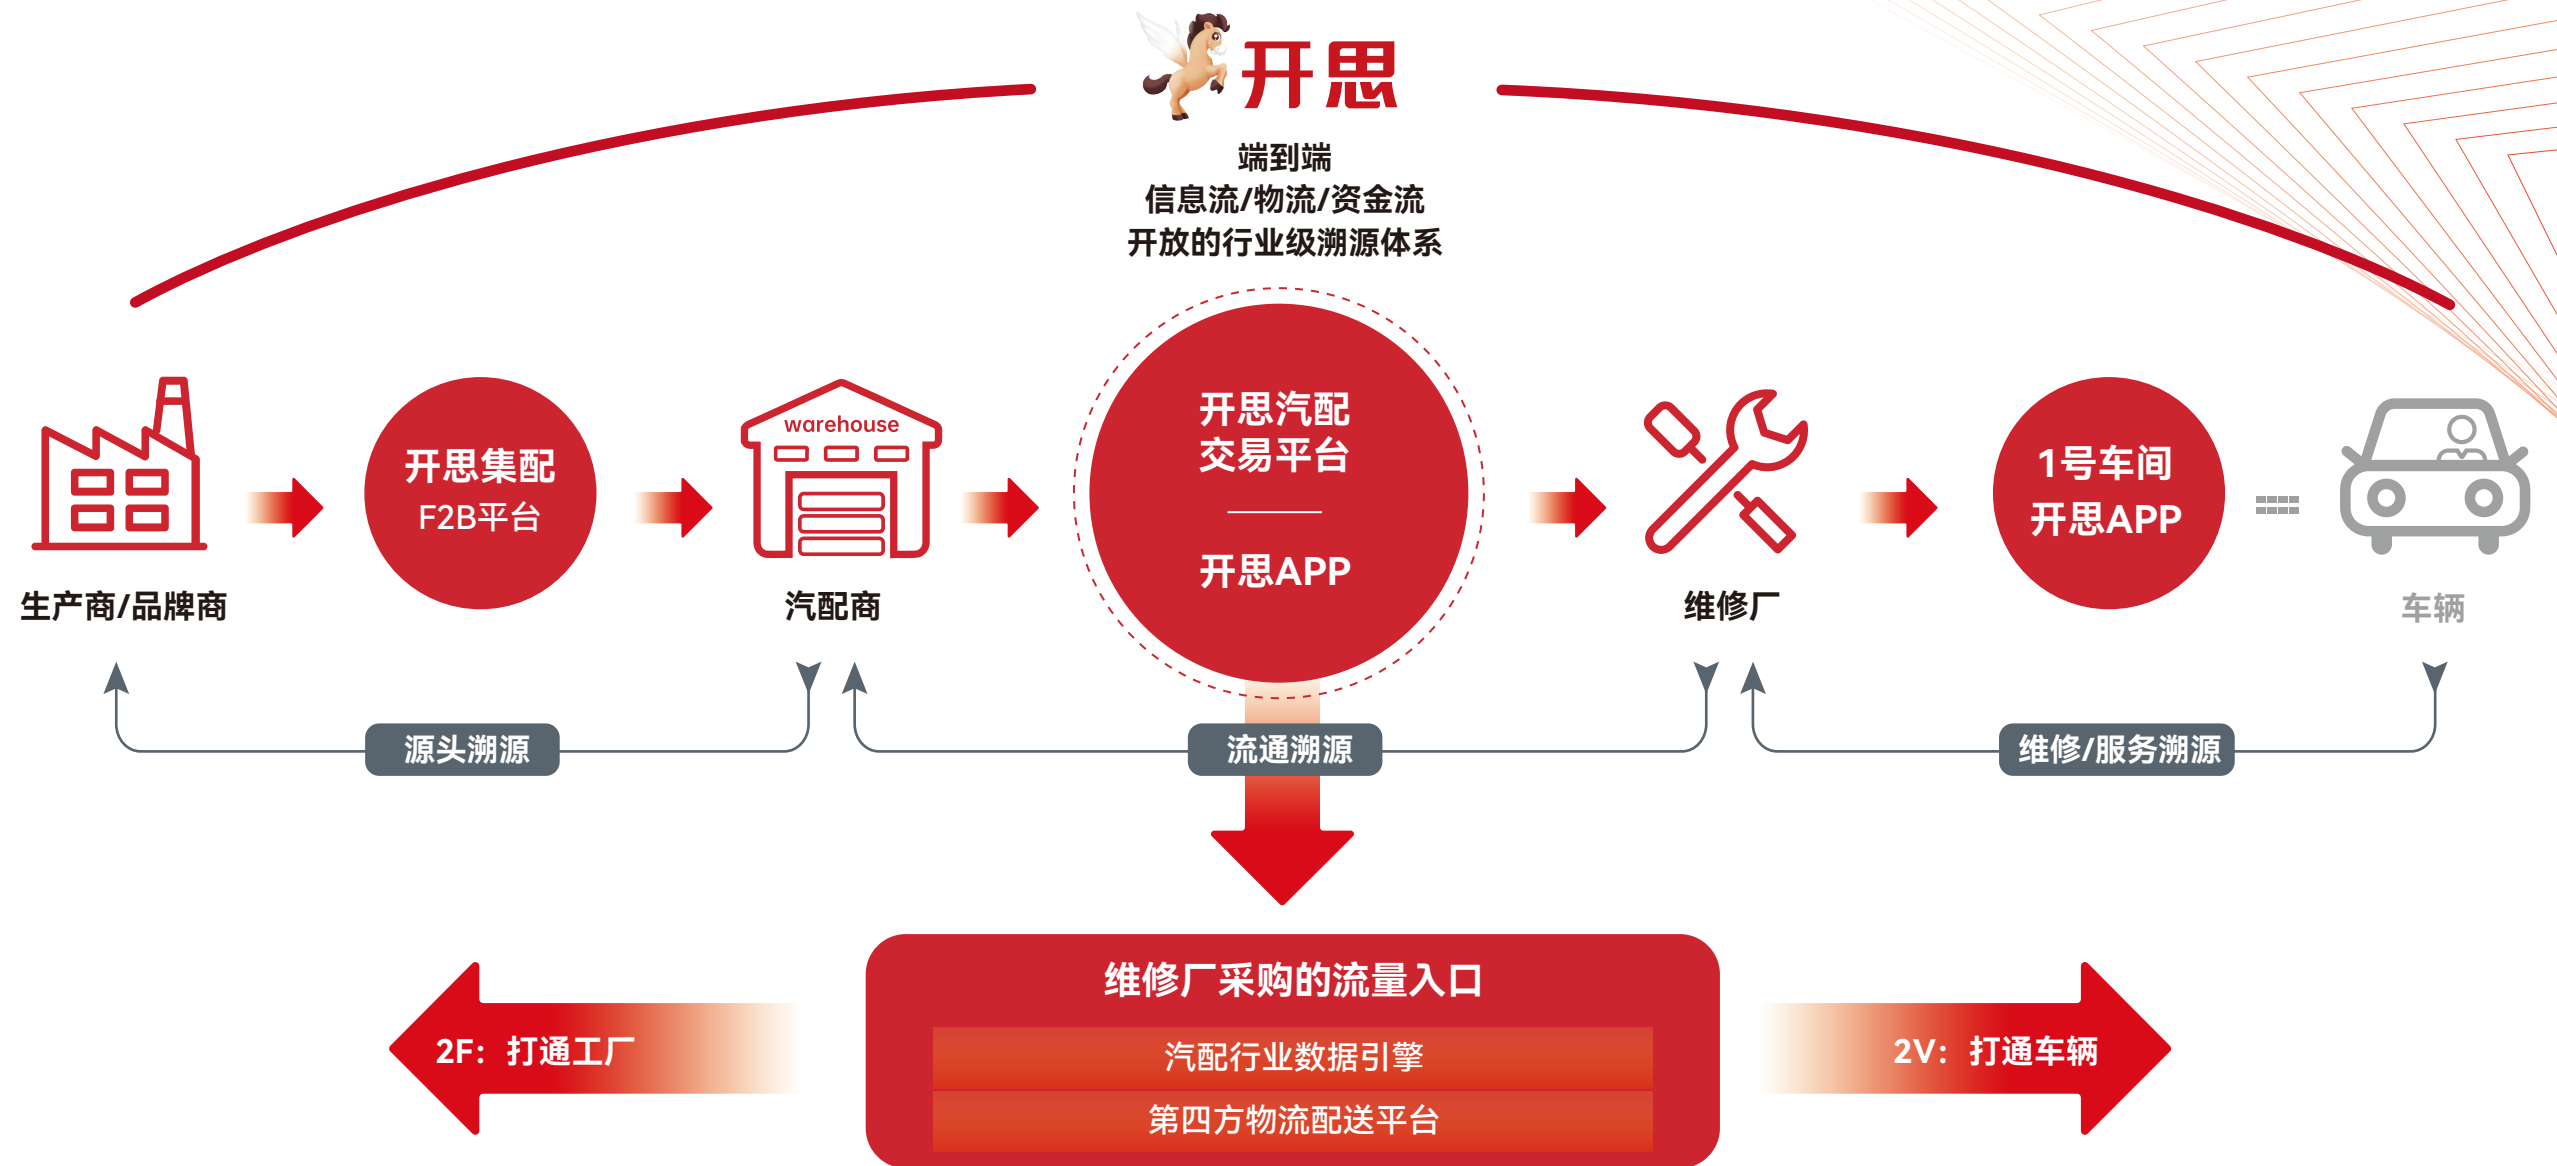 开思
端到端
信息流/物流/资金流
开放的行业级溯源体系
开思集配
F2B平台
warehouse
开思汽配
交易平台
开思APP
1号车间
开思APP
生产商/品牌商
汽配商
维修厂
车辆
源头溯源
流通溯源
维修/服务溯源
维修厂采购的流量入口
2F：打通工厂
汽配行业数据引擎
2V：打通车辆
第四方物流配送平台